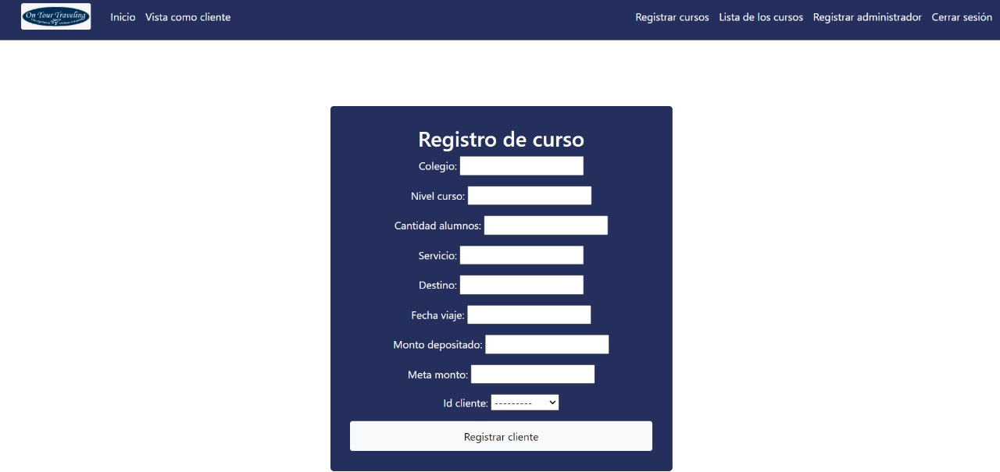 On Tour Traveling
Inicio Vista como cliente Registrar cursos Lista de los cursos Registrar administrador Cerrar sesión
Registro de curso
Colegio:
Nivel curso:
Cantidad alumnos:
Servicio:
Destino:
Fecha viaje:
Monto depositado:
Meta monto:
Id cliente: ---------
Registrar cliente